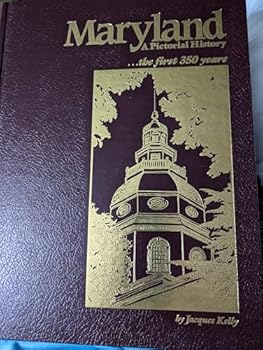 Maryland
A Pictorial History
...the first 350 years
by Jacques Kelly